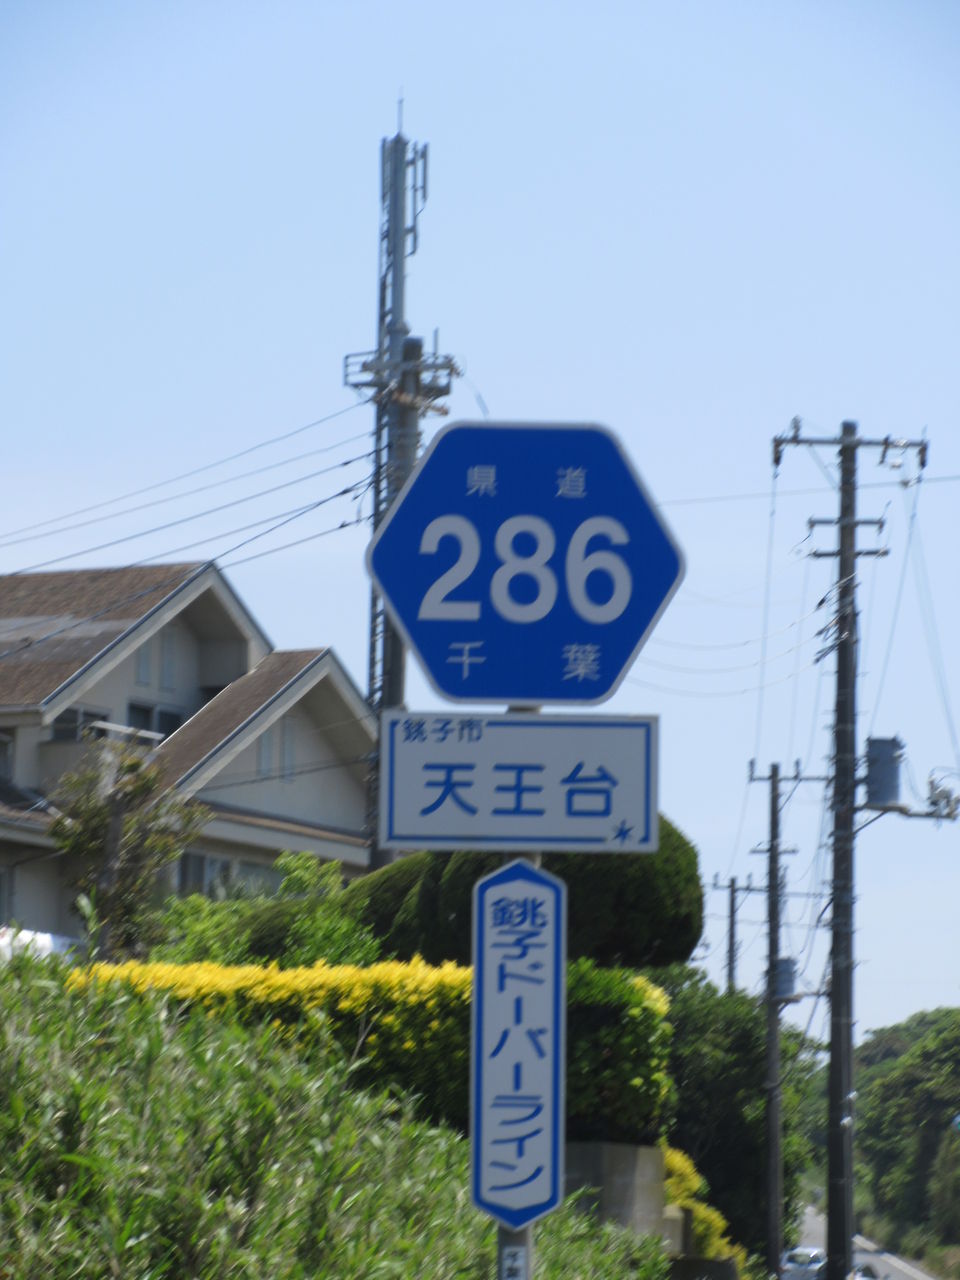 県道
286
千葉
銚子市
天王台
銚子ドーバーライン